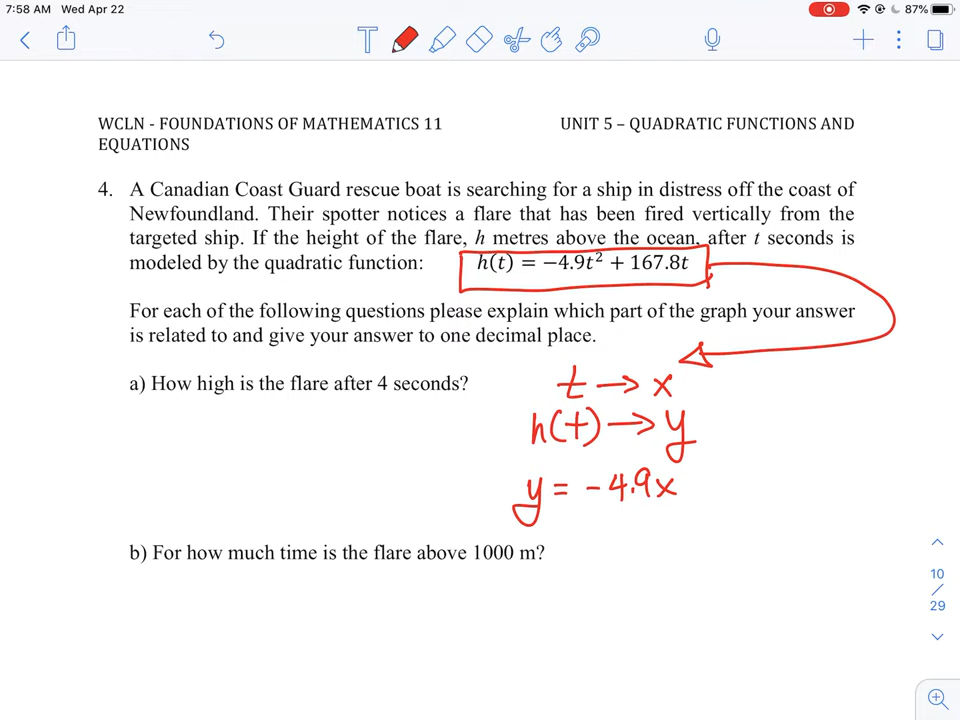 7:58 AM Wed Apr 22 87%
T
WCLN - FOUNDATIONS OF MATHEMATICS 11 UNIT 5 – QUADRATIC FUNCTIONS AND
EQUATIONS
4. A Canadian Coast Guard rescue boat is searching for a ship in distress off the coast of
Newfoundland. Their spotter notices a flare that has been fired vertically from the
targeted ship. If the height of the flare, h metres above the ocean, after t seconds is
modeled by the quadratic function: h(t) = −4.9t² + 167.8t
For each of the following questions please explain which part of the graph your answer
is related to and give your answer to one decimal place.
a) How high is the flare after 4 seconds?
t → x
h(t) → y
y = -4.9x
b) For how much time is the flare above 1000 m?
10
/
29